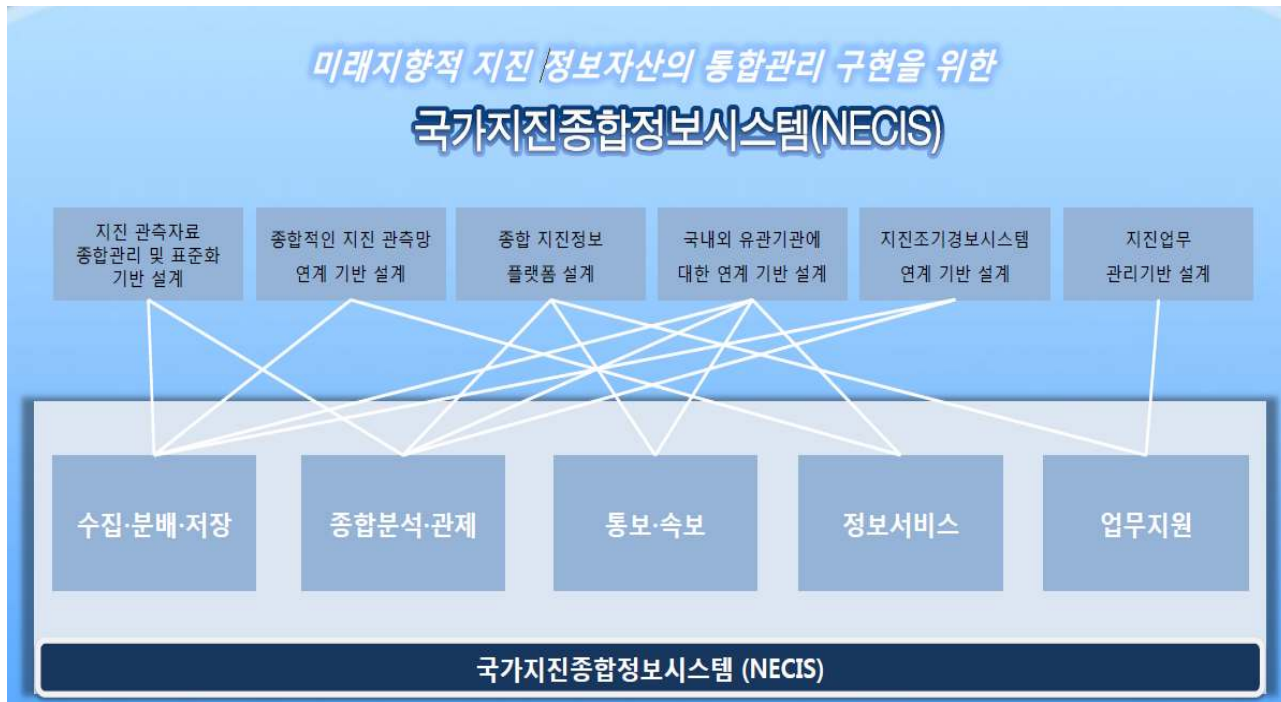 미래지향적 지진 정보자산의 통합관리 구현을 위한
국가지진종합정보시스템(NECIS)
지진 관측자료
종합관리 및 표준화
기반 설계
종합적인 지진 관측망
연계 기반 설계
종합 지진정보
플랫폼 설계
국내외 유관기관에
대한 연계 기반 설계
지진조기경보시스템
연계 기반 설계
지진업무
관리기반 설계
수집·분배·저장
종합분석·관제
통보·속보
정보서비스
업무지원
국가지진종합정보시스템 (NECIS)